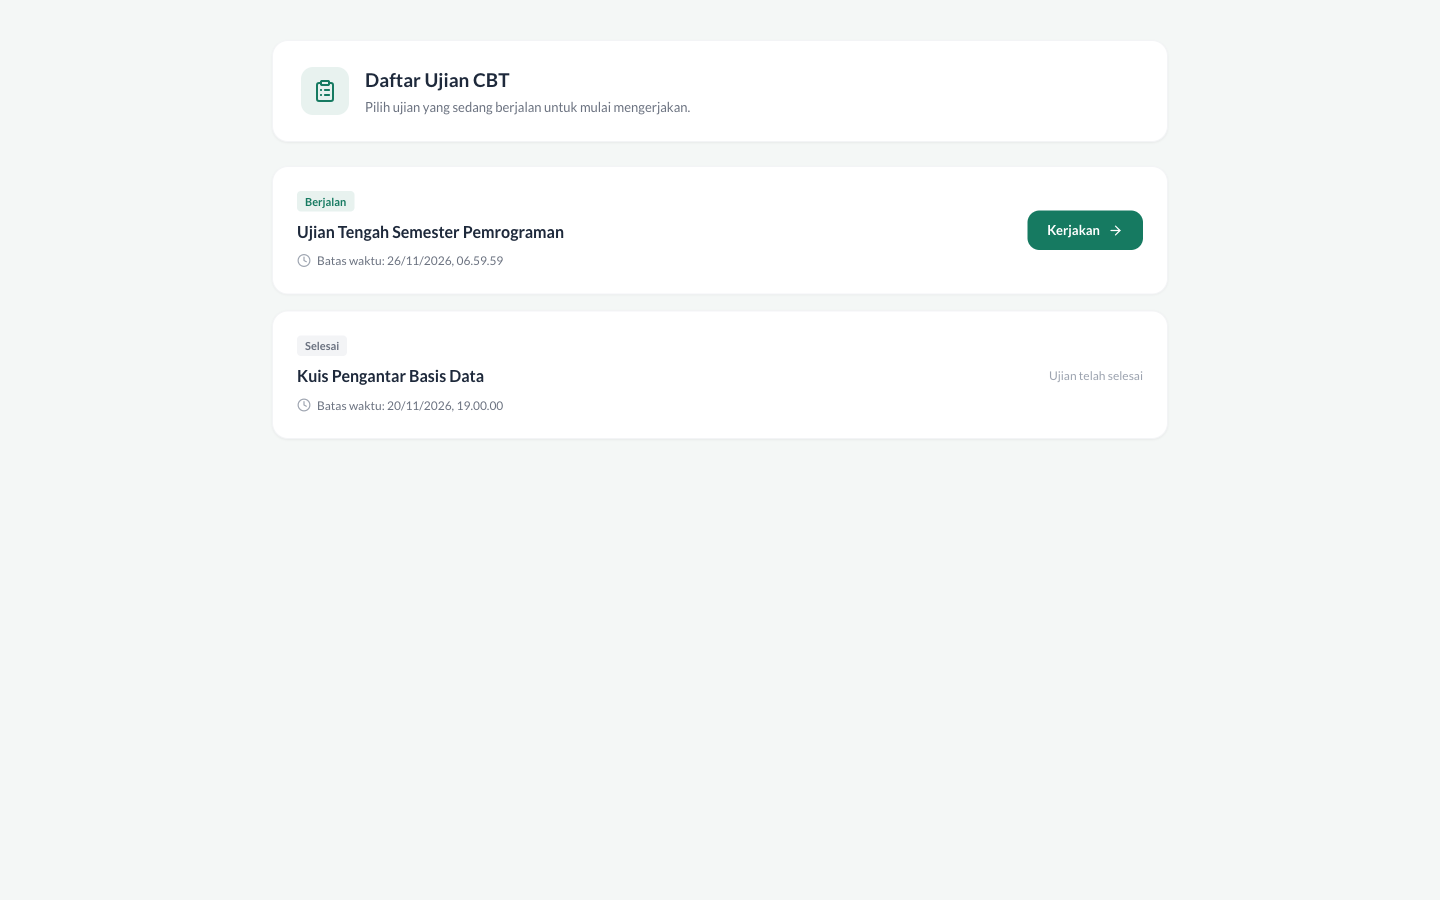 Daftar Ujian CBT
Pilih ujian yang sedang berjalan untuk mulai mengerjakan.
Berjalan
Ujian Tengah Semester Pemrograman
Batas waktu: 26/11/2026, 06.59.59
Kerjakan
Selesai
Kuis Pengantar Basis Data
Batas waktu: 20/11/2026, 19.00.00
Ujian telah selesai